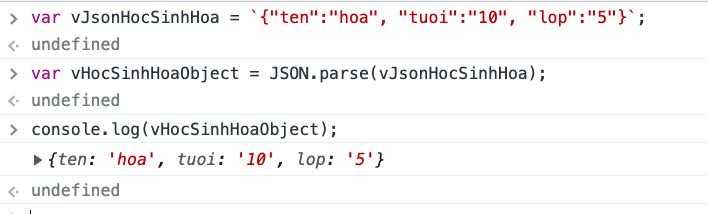 > var vJsonHocSinhHoa = `{"ten":"hoa", "tuoi":"10", "lop":"5"}`;
<· undefined
> var vHocSinhHoaObject = JSON.parse(vJsonHocSinhHoa);
<· undefined
> console.log(vHocSinhHoaObject);
▶ {ten: 'hoa', tuoi: '10', lop: '5'}
<· undefined